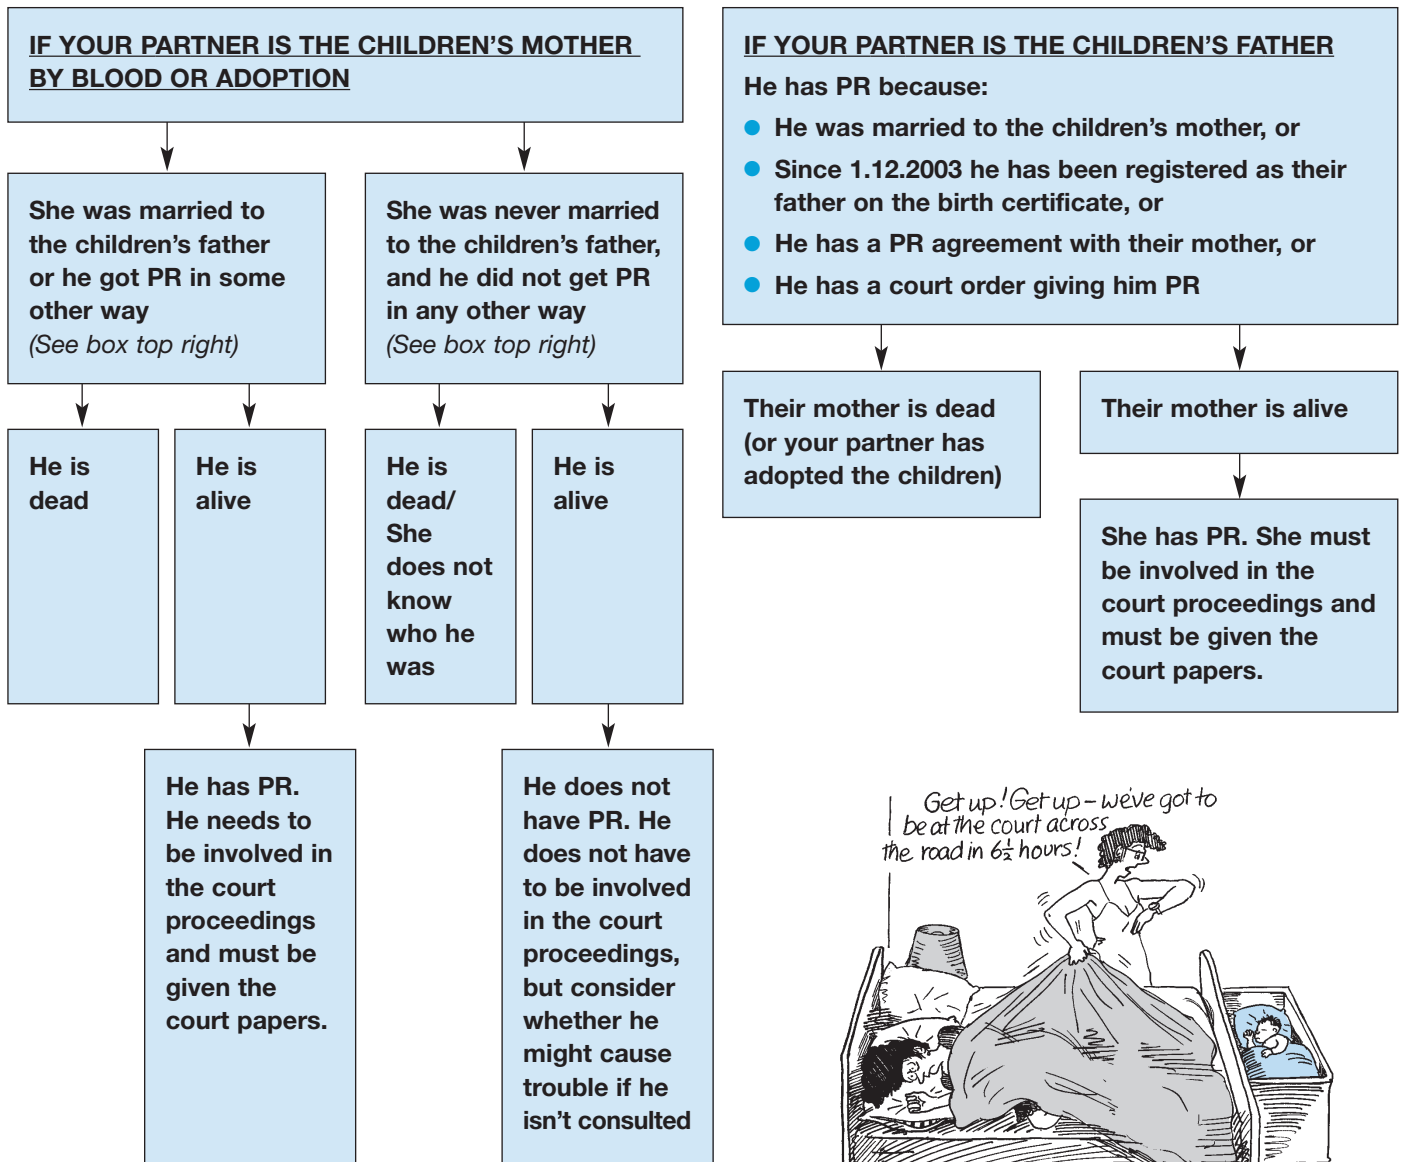 IF YOUR PARTNER IS THE CHILDREN’S MOTHER
BY BLOOD OR ADOPTION
She was married to
the children’s father
or he got PR in some
other way
(See box top right)
She was never married
to the children’s father,
and he did not get PR
in any other way
(See box top right)
He is
dead
He is
alive
He is
dead/
She
does not
know
who he
was
He is
alive
He has PR.
He needs to
be involved in
the court
proceedings
and must be
given the
court papers.
He does not
have PR. He
does not have
to be involved
in the court
proceedings,
but consider
whether he
might cause
trouble if he
isn’t consulted
IF YOUR PARTNER IS THE CHILDREN’S FATHER
He has PR because:
● He was married to the children’s mother, or
● Since 1.12.2003 he has been registered as their
father on the birth certificate, or
● He has a PR agreement with their mother, or
● He has a court order giving him PR
Their mother is dead
(or your partner has
adopted the children)
Their mother is alive
She has PR. She must
be involved in the
court proceedings and
must be given the
court papers.
Get up! Get up – we've got to
be at the court across
the road in 6½ hours!